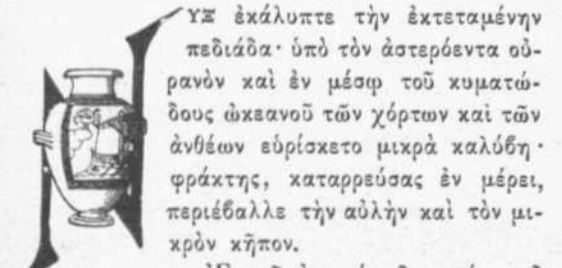 ΝΥΞ ἐκάλυπτε τὴν ἐκτεταμένην
πεδιάδα· ὑπὸ τὸν ἀστερόεντα οὐ-
ρανὸν καὶ ἐν μέσῳ τοῦ κυματώ-
δους ὠκεανοῦ τῶν χόρτων καὶ τῶν
ἀνθέων εὑρίσκετο μικρὰ καλύβη·
φράκτης, καταρρεύσας ἐν μέρει,
περιέβαλλε τὴν αὐλὴν καὶ τὸν μι-
κρὸν κῆπον.